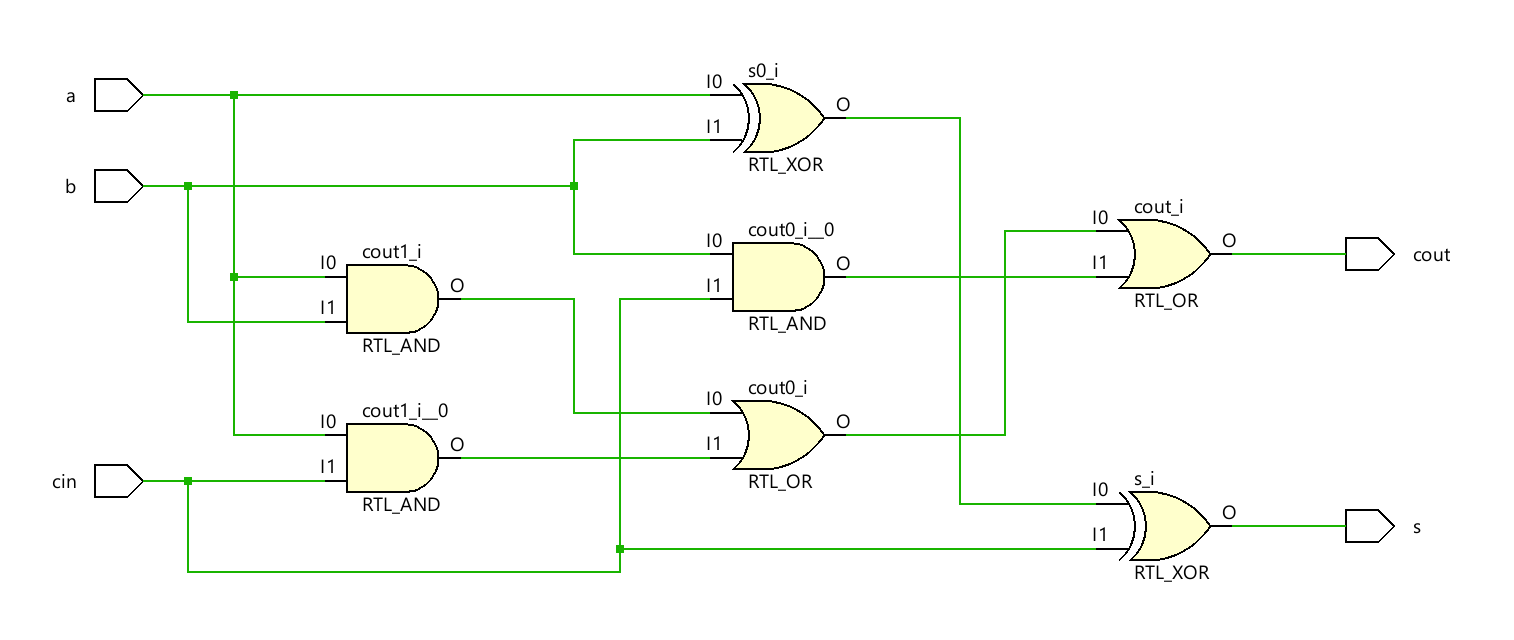 s0_i
I0
a
O
I1
RTL_XOR
b
cout_i
I0
cout0_i__0
O
I0
cout1_i
cout
O
I0
I1
I1
O
RTL_OR
I1
RTL_AND
RTL_AND
cout0_i
I0
cout1_i__0
O
I0
O
I1
I1
s_i
cin
RTL_OR
I0
RTL_AND
O
s
I1
RTL_XOR